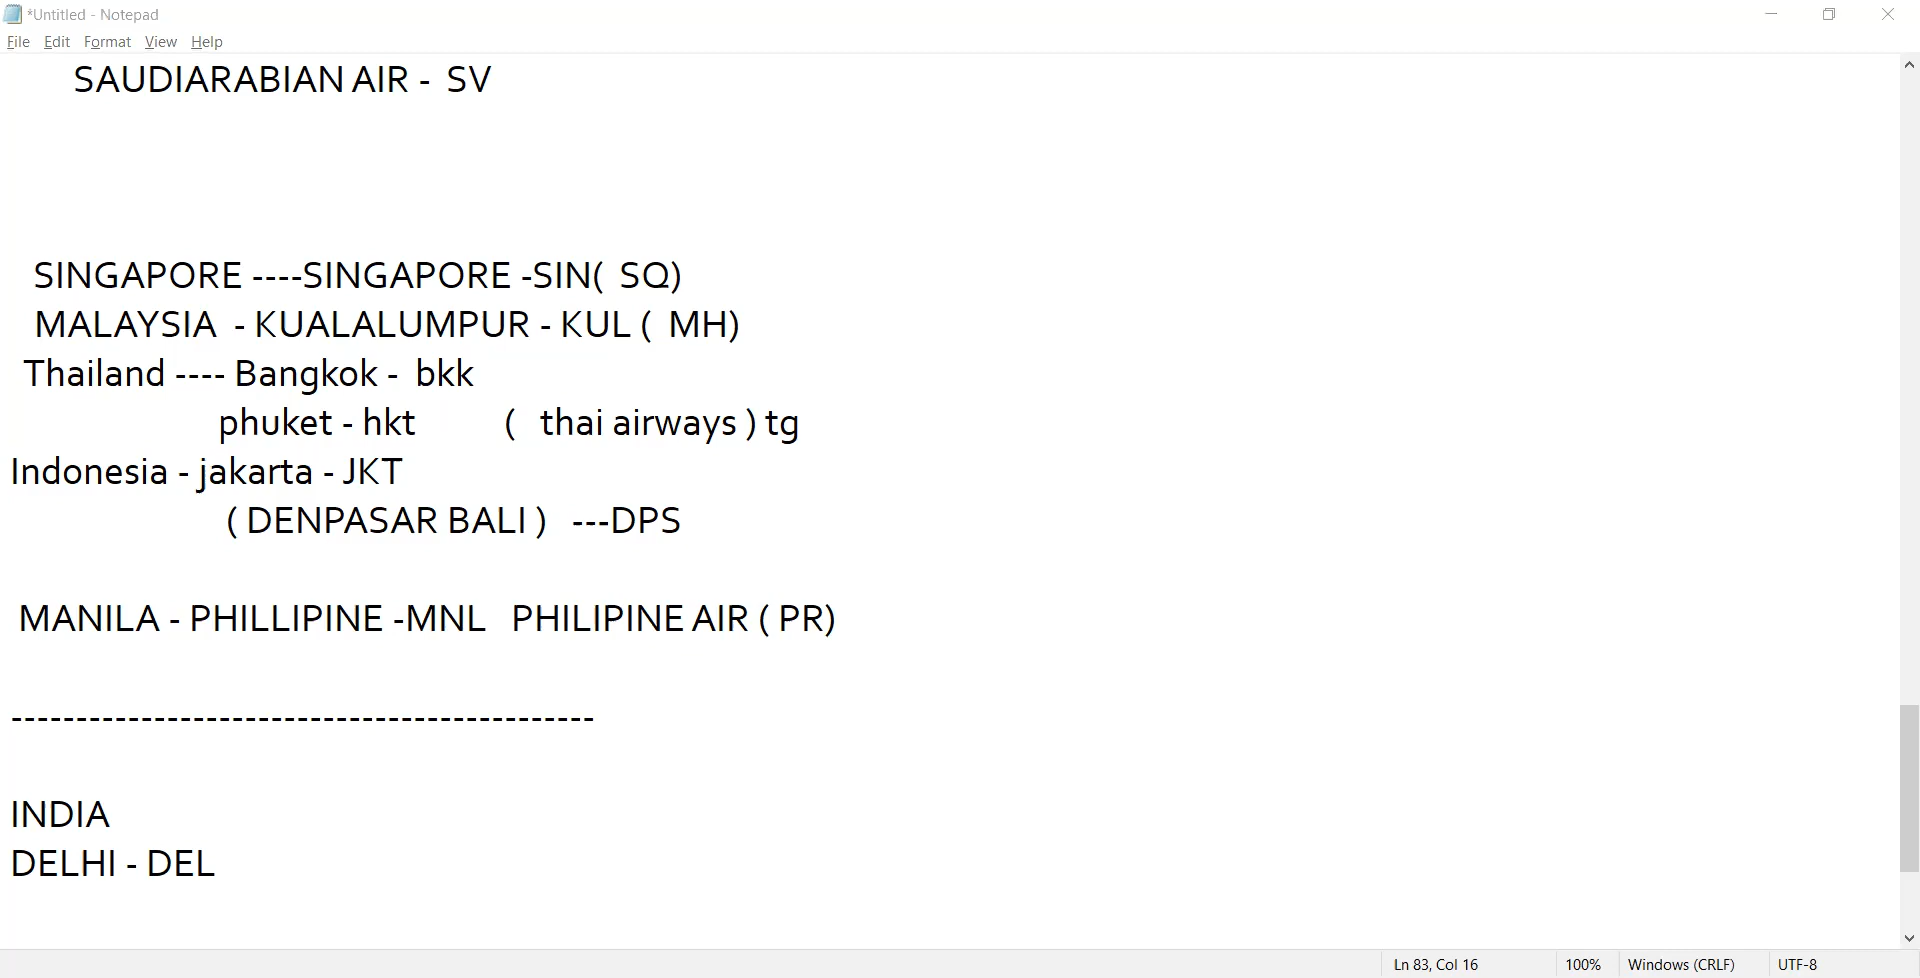 *Untitled - Notepad
File Edit Format View Help
SAUDIARABIAN AIR - SV
SINGAPORE ----SINGAPORE -SIN( SQ)
MALAYSIA - KUALALUMPUR - KUL ( MH)
Thailand ---- Bangkok - bkk
phuket - hkt ( thai airways ) tg
Indonesia - jakarta - JKT
( DENPASAR BALI ) ---DPS
MANILA - PHILLIPINE -MNL PHILIPINE AIR ( PR)
---------------------------------------------
INDIA
DELHI - DEL
Ln 83, Col 16 100% Windows (CRLF) UTF-8